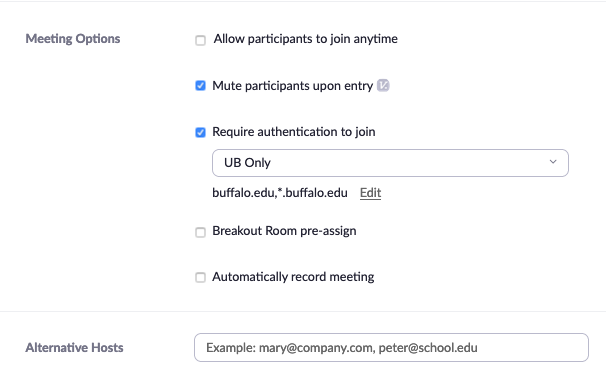 Meeting Options
Allow participants to join anytime
Mute participants upon entry
Require authentication to join
UB Only
buffalo.edu,*.buffalo.edu Edit
Breakout Room pre-assign
Automatically record meeting
Alternative Hosts
Example: mary@company.com, peter@school.edu